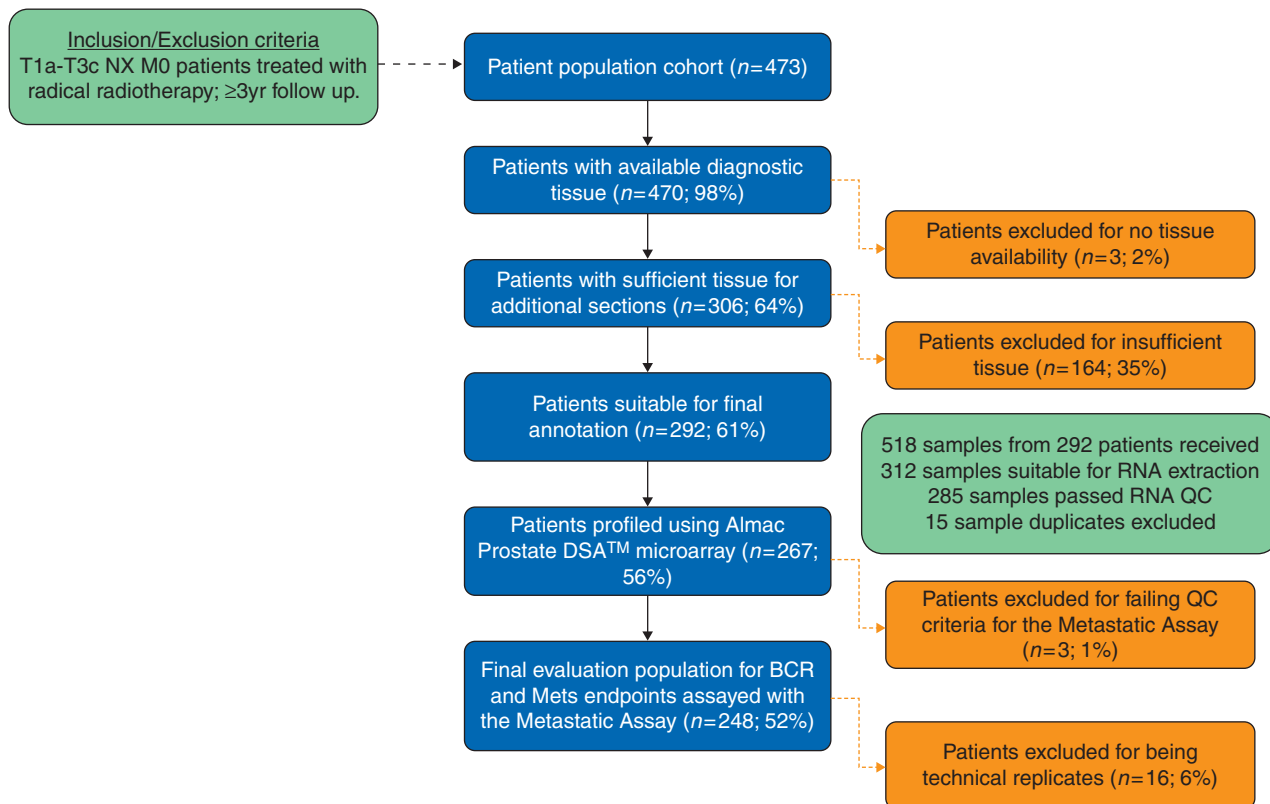 Inclusion/Exclusion criteria
T1a-T3c NX M0 patients treated with
radical radiotherapy; ≥3yr follow up.
Patient population cohort (n=473)
Patients with available diagnostic
tissue (n=470; 98%)
Patients excluded for no tissue
availability (n=3; 2%)
Patients with sufficient tissue for
additional sections (n=306; 64%)
Patients excluded for insufficient
tissue (n=164; 35%)
Patients suitable for final
annotation (n=292; 61%)
518 samples from 292 patients received
312 samples suitable for RNA extraction
285 samples passed RNA QC
15 sample duplicates excluded
Patients profiled using Almac
Prostate DSA™ microarray (n=267;
56%)
Patients excluded for failing QC
criteria for the Metastatic Assay
(n=3; 1%)
Final evaluation population for BCR
and Mets endpoints assayed with
the Metastatic Assay (n=248; 52%)
Patients excluded for being
technical replicates (n=16; 6%)